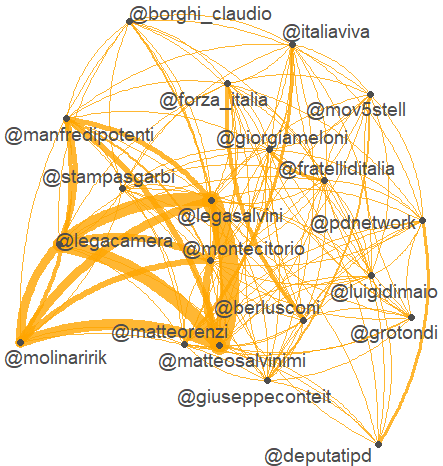 @borghi_claudio
@italiaviva
@forza_italia
@mov5stell
@manfredipotenti
@giorgiameloni
@stampasgarbi
@fratelliditalia
@legasalvini
@pdnetwork
@legacamera
@montecitorio
@luigidimaio
@berlusconi
@matteorenzi
@grotondi
@molinaririk
@matteosalvinimi
@giuseppeconteit
@deputatipd